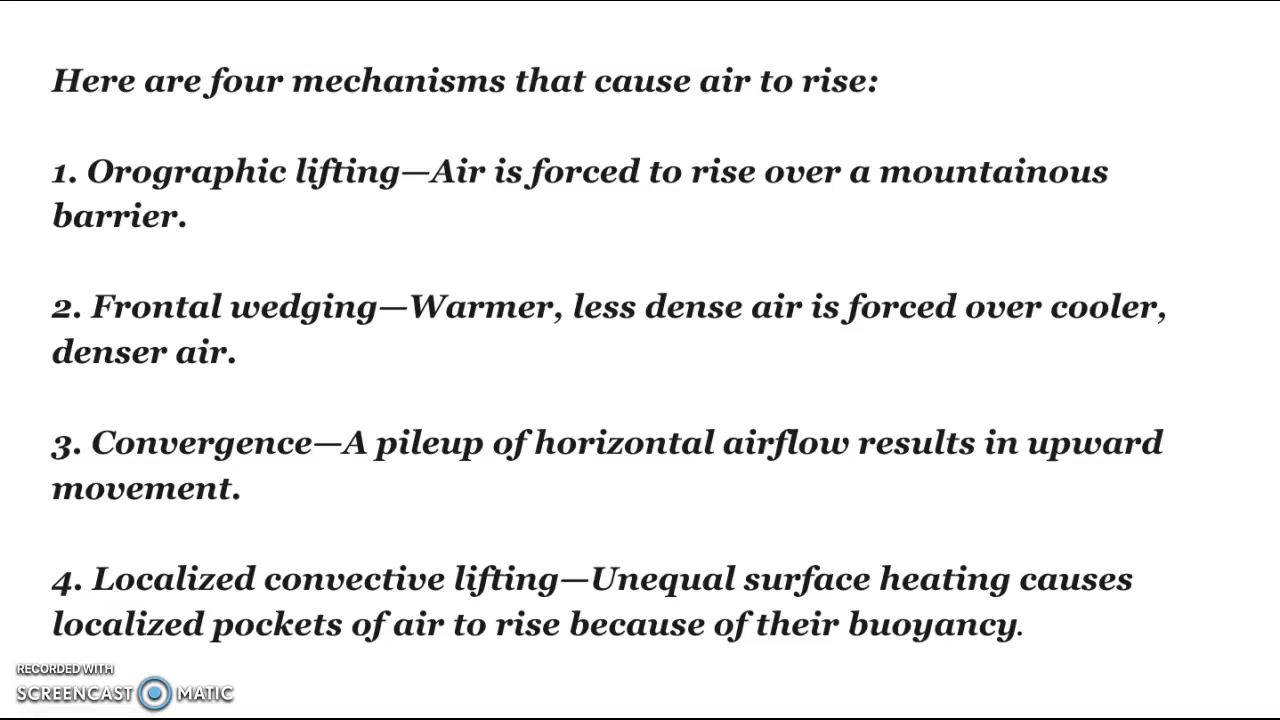 Here are four mechanisms that cause air to rise:
1. Orographic lifting—Air is forced to rise over a mountainous
barrier.
2. Frontal wedging—Warmer, less dense air is forced over cooler,
denser air.
3. Convergence—A pileup of horizontal airflow results in upward
movement.
4. Localized convective lifting—Unequal surface heating causes
localized pockets of air to rise because of their buoyancy.
RECORDED WITH
SCREENCAST MATIC